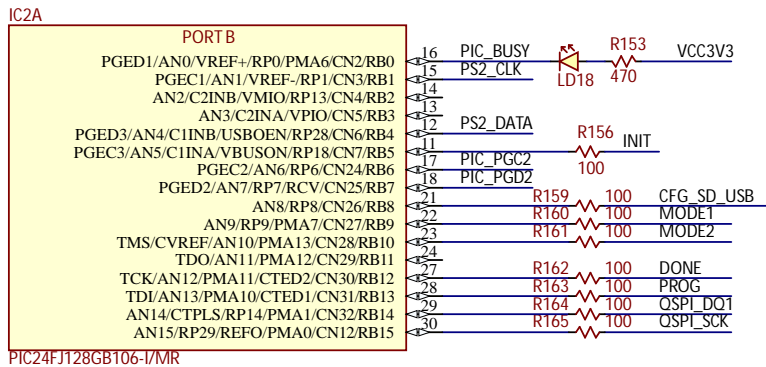 IC2A
PORT B
PGED1/AN0/VREF+/RP0/PMA6/CN2/RB0 16 PIC_BUSY LD18 R153 470 VCC3V3
PGEC1/AN1/VREF-/RP1/CN3/RB1 15 PS2_CLK
AN2/C2INB/VMIO/RP13/CN4/RB2 14
AN3/C2INA/VPIO/CN5/RB3 13
PGED3/AN4/C1INB/USBOEN/RP28/CN6/RB4 12 PS2_DATA
PGEC3/AN5/C1INA/VBUSON/RP18/CN7/RB5 11 R156 100 INIT
PGEC2/AN6/RP6/CN24/RB6 17 PIC_PGC2
PGED2/AN7/RP7/RCV/CN25/RB7 18 PIC_PGD2
AN8/RP8/CN26/RB8 21 R159 100 CFG_SD_USB
AN9/RP9/PMA7/CN27/RB9 22 R160 100 MODE1
TMS/CVREF/AN10/PMA13/CN28/RB10 23 R161 100 MODE2
TDO/AN11/PMA12/CN29/RB11 24
TCK/AN12/PMA11/CTED2/CN30/RB12 27 R162 100 DONE
TDI/AN13/PMA10/CTED1/CN31/RB13 28 R163 100 PROG
AN14/CTPLS/RP14/PMA1/CN32/RB14 29 R164 100 QSPI_DQ1
AN15/RP29/REFO/PMA0/CN12/RB15 30 R165 100 QSPI_SCK
PIC24FJ128GB106-I/MR